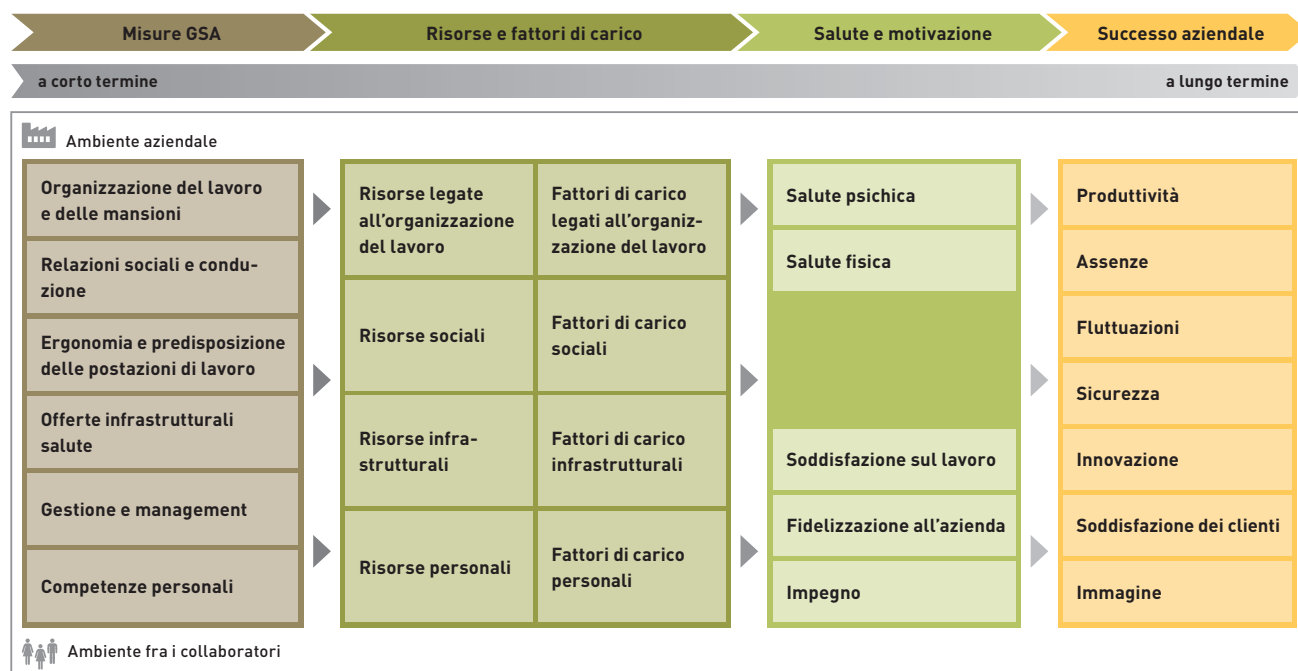 Misure GSA
Risorse e fattori di carico
Salute e motivazione
Successo aziendale
a corto termine
a lungo termine
Ambiente aziendale
Organizzazione del lavoro
e delle mansioni
Relazioni sociali e condu-
zione
Ergonomia e predisposizione
delle postazioni di lavoro
Offerte infrastrutturali
salute
Gestione e management
Competenze personali
Risorse legate
all’organizzazione
del lavoro
Fattori di carico
legati all’organiz-
zazione del lavoro
Risorse sociali
Fattori di carico
sociali
Risorse infra-
strutturali
Fattori di carico
infrastrutturali
Risorse personali
Fattori di carico
personali
Salute psichica
Salute fisica
Soddisfazione sul lavoro
Fidelizzazione all’azienda
Impegno
Produttività
Assenze
Fluttuazioni
Sicurezza
Innovazione
Soddisfazione dei clienti
Immagine
Ambiente fra i collaboratori